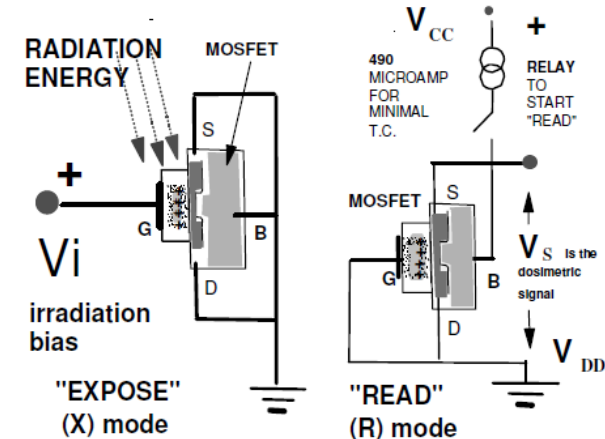 RADIATION
ENERGY
MOSFET
S
+
G
B
Vi
D
irradiation
bias
"EXPOSE"
(X) mode
V CC
+
490
MICROAMP
FOR
MINIMAL
T.C.
RELAY
TO
START
"READ"
MOSFET
S
G
B
V S is the
dosimetric
signal
D
V DD
"READ"
(R) mode